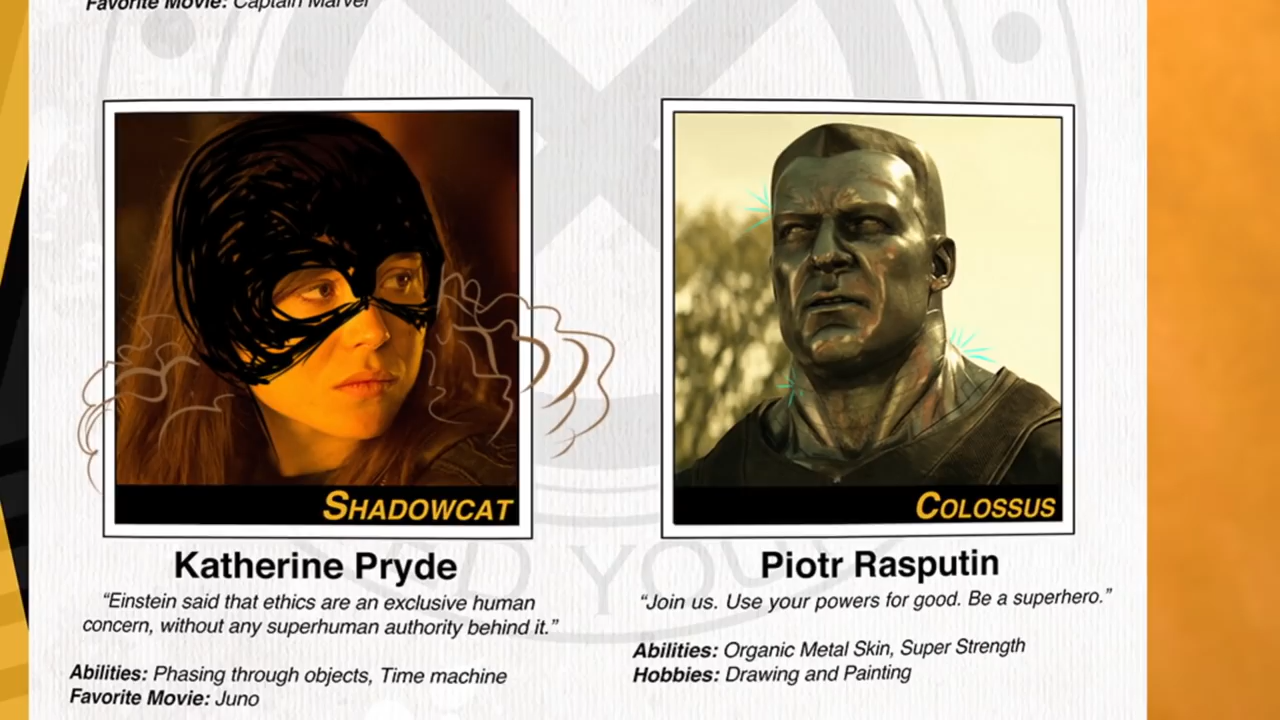 Favorite Movie: Captain Marvel
SHADOWCAT
COLOSSUS
Katherine Pryde
Piotr Rasputin
“Einstein said that ethics are an exclusive human
concern, without any superhuman authority behind it.”
“Join us. Use your powers for good. Be a superhero.”
Abilities: Phasing through objects, Time machine
Favorite Movie: Juno
Abilities: Organic Metal Skin, Super Strength
Hobbies: Drawing and Painting